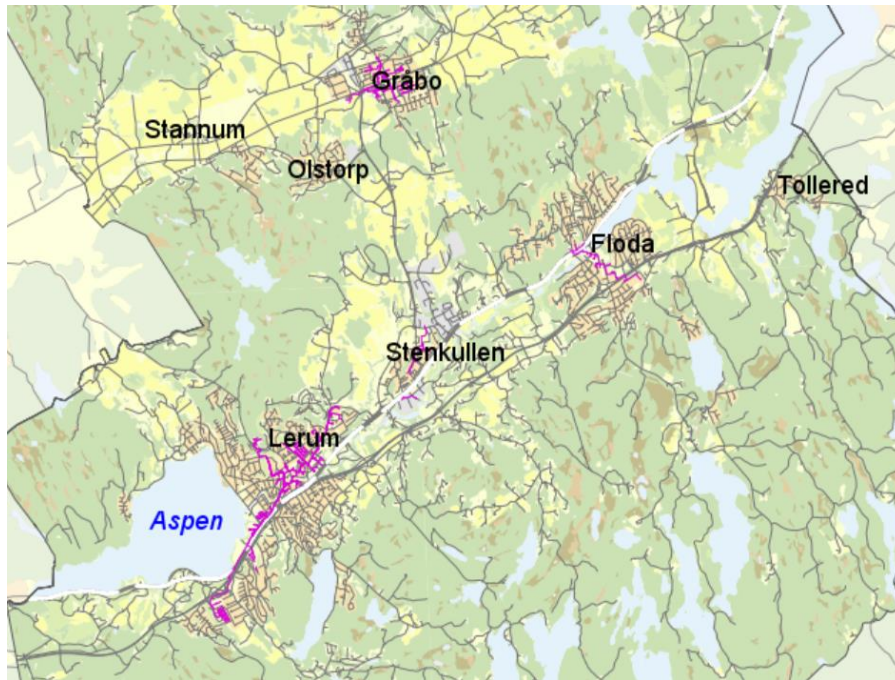 Gråbo
Stannum
Olstorp
Tollered
Floda
Stenkullen
Lerum
Aspen